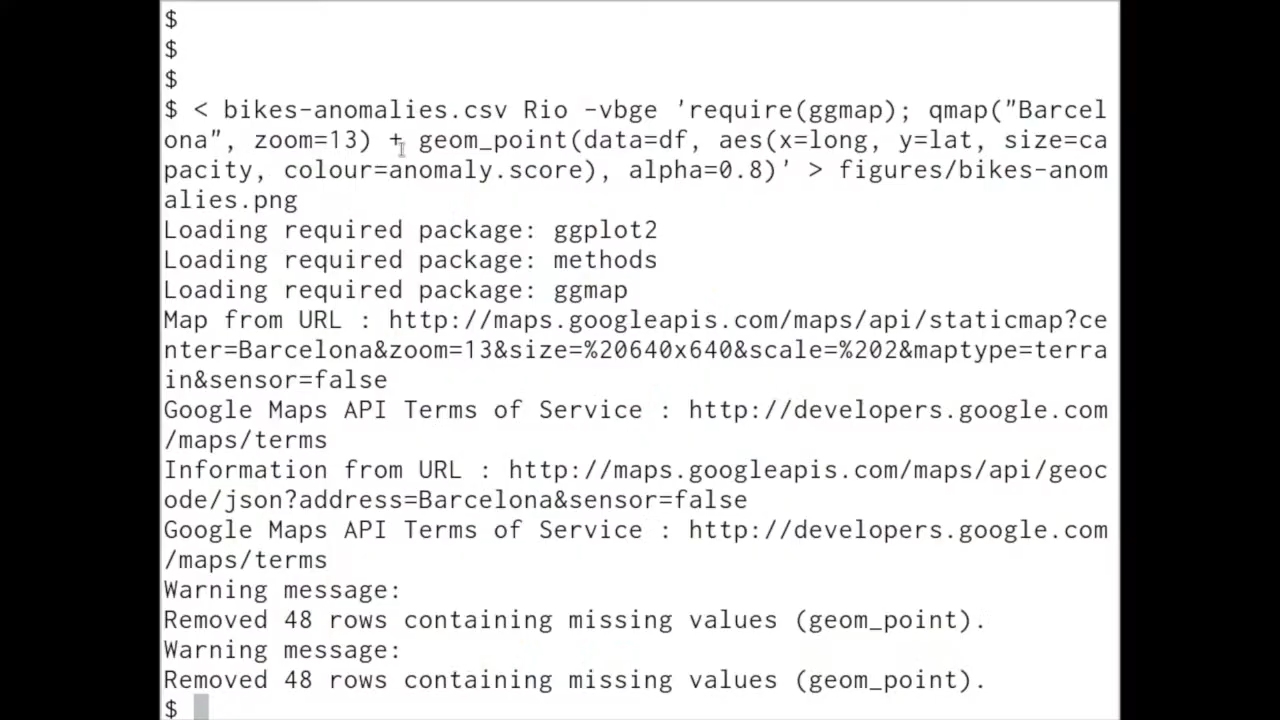 $
$
$
$ < bikes-anomalies.csv Rio -vbge 'require(ggmap); qmap("Barcel
ona", zoom=13) + geom_point(data=df, aes(x=long, y=lat, size=ca
pacity, colour=anomaly.score), alpha=0.8)' > figures/bikes-anom
alies.png
Loading required package: ggplot2
Loading required package: methods
Loading required package: ggmap
Map from URL : http://maps.googleapis.com/maps/api/staticmap?ce
nter=Barcelona&zoom=13&size=%20640x640&scale=%202&maptype=terra
in&sensor=false
Google Maps API Terms of Service : http://developers.google.com
/maps/terms
Information from URL : http://maps.googleapis.com/maps/api/geoc
ode/json?address=Barcelona&sensor=false
Google Maps API Terms of Service : http://developers.google.com
/maps/terms
Warning message:
Removed 48 rows containing missing values (geom_point).
Warning message:
Removed 48 rows containing missing values (geom_point).
$